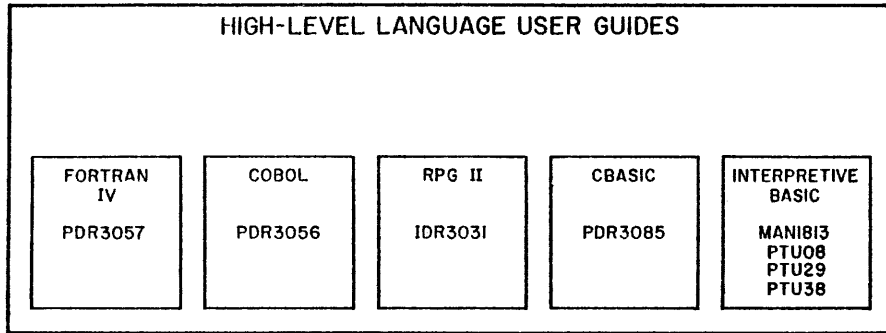 HIGH-LEVEL LANGUAGE USER GUIDES
FORTRAN
IV
PDR3057
COBOL
PDR3056
RPG II
IDR3031
CBASIC
PDR3085
INTERPRETIVE
BASIC
MAN1813
PTU08
PTU29
PTU38